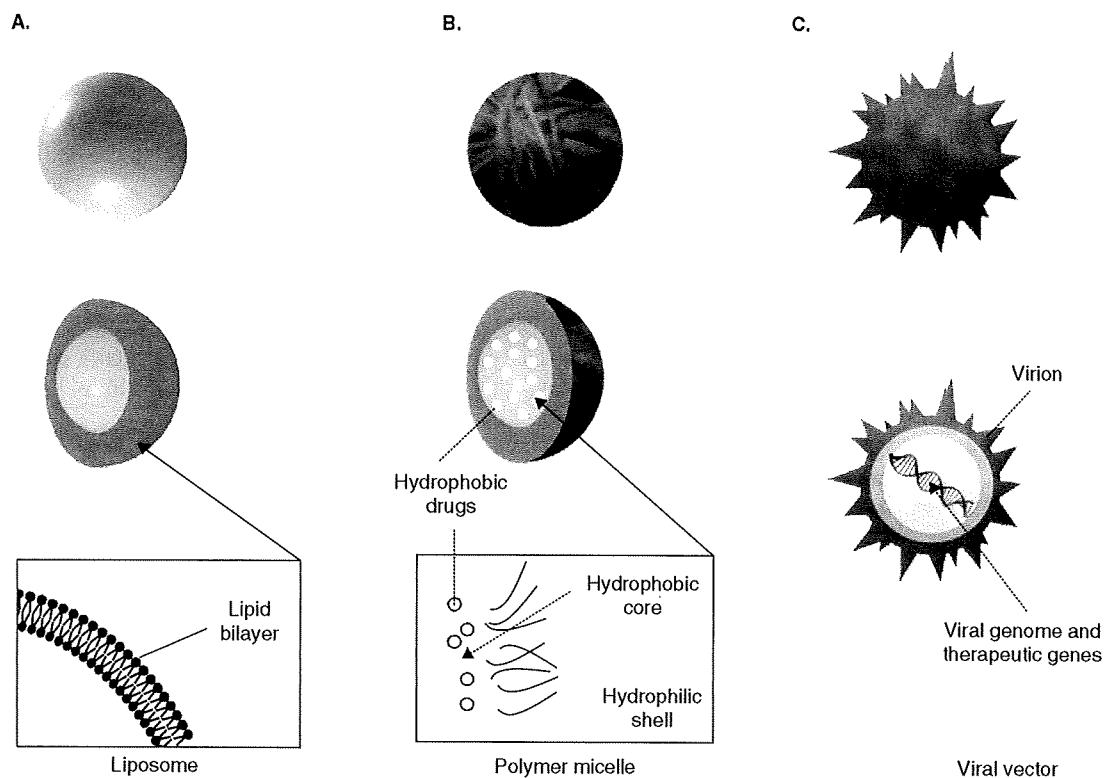 A.
B.
C.
Hydrophobic
drugs
Virion
Lipid
bilayer
Hydrophobic
core
Hydrophilic
shell
Viral genome and
therapeutic genes
Liposome
Polymer micelle
Viral vector